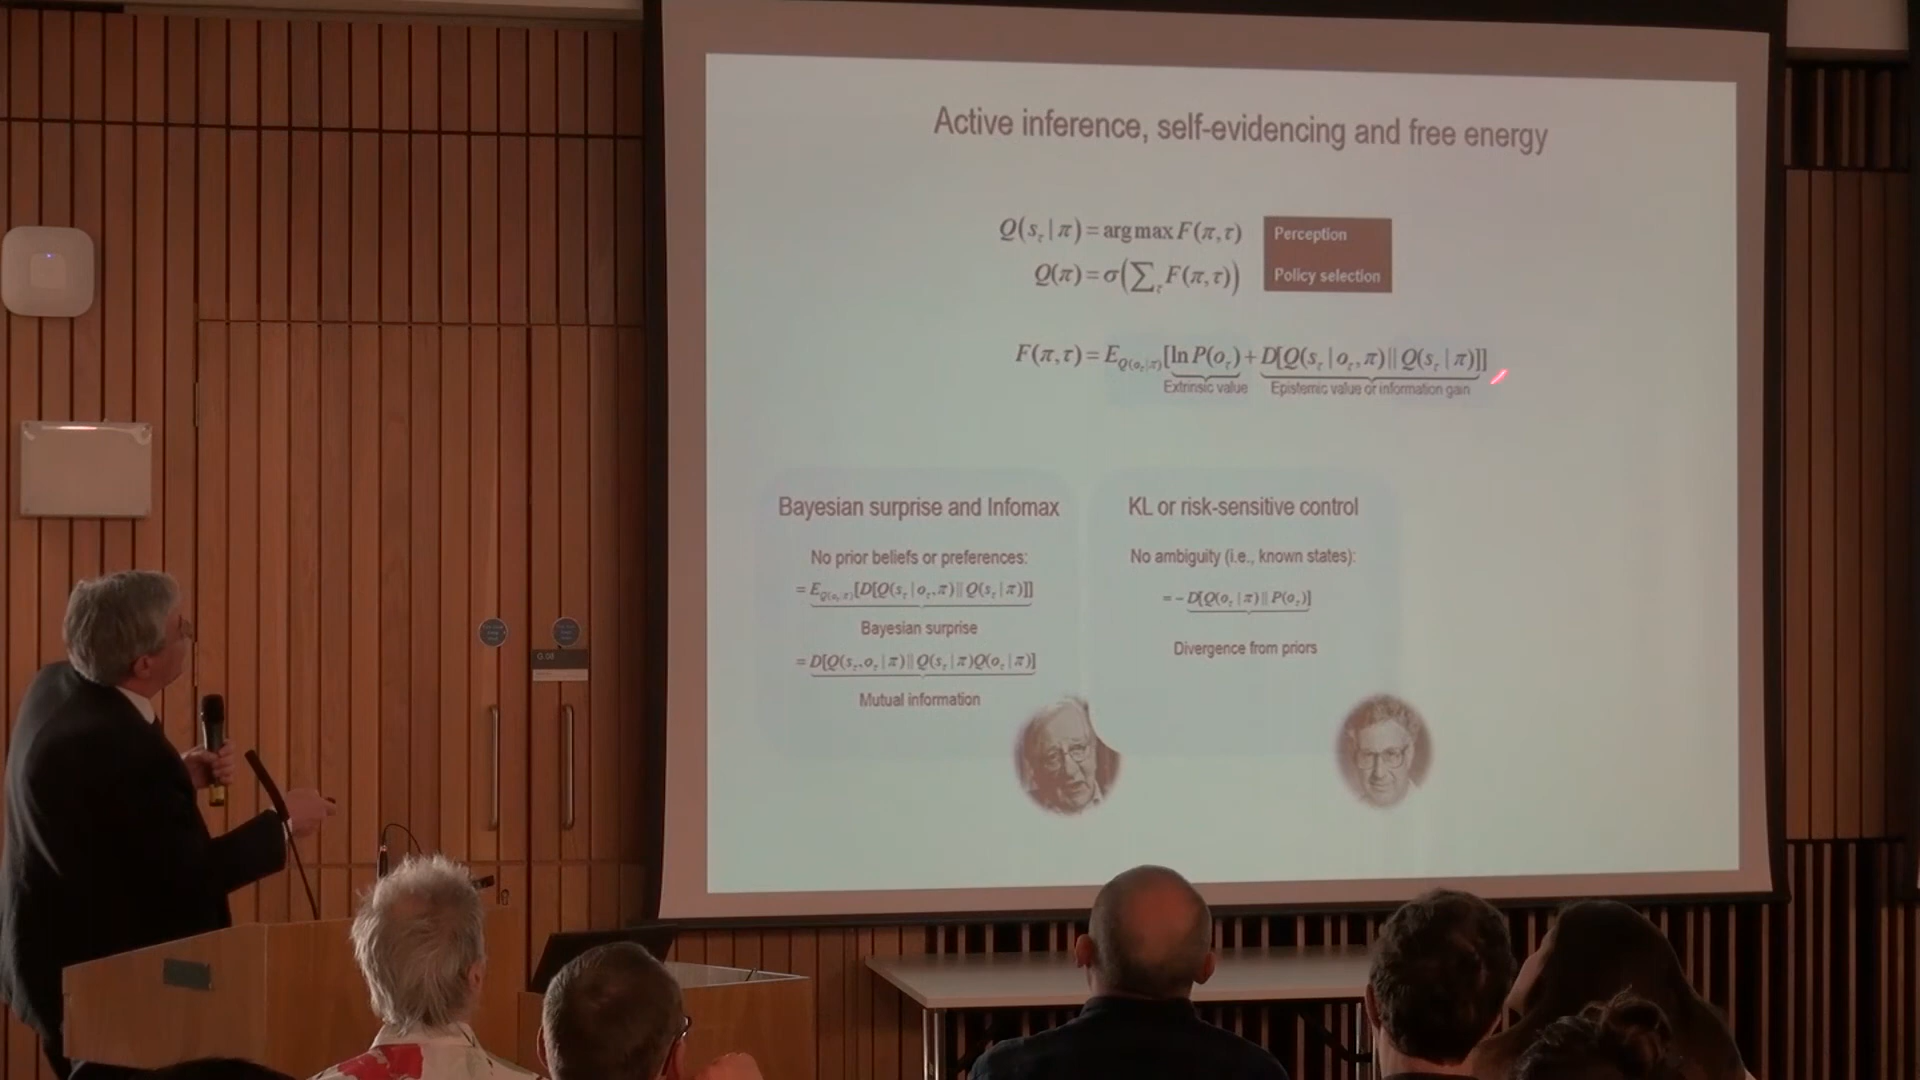 Active inference, self-evidencing and free energy
Q(s_τ | π) = arg max F(π, τ)
Perception
Q(π) = σ(∑_τ F(π, τ))
Policy selection
F(π, τ) = E_{Q(o_τ|π)}[ln P(o_τ) + D[Q(s_τ | o_τ, π) || Q(s_τ | π)]]
Extrinsic value
Epistemic value or information gain
Bayesian surprise and Infomax
No prior beliefs or preferences:
= E_{Q(o_τ|π)}[D[Q(s_τ | o_τ, π) || Q(s_τ | π)]]
Bayesian surprise
= D[Q(s_τ, o_τ | π) || Q(s_τ | π)Q(o_τ | π)]
Mutual information
KL or risk-sensitive control
No ambiguity (i.e., known states):
= − D[Q(o_τ | π) || P(o_τ)]
Divergence from priors